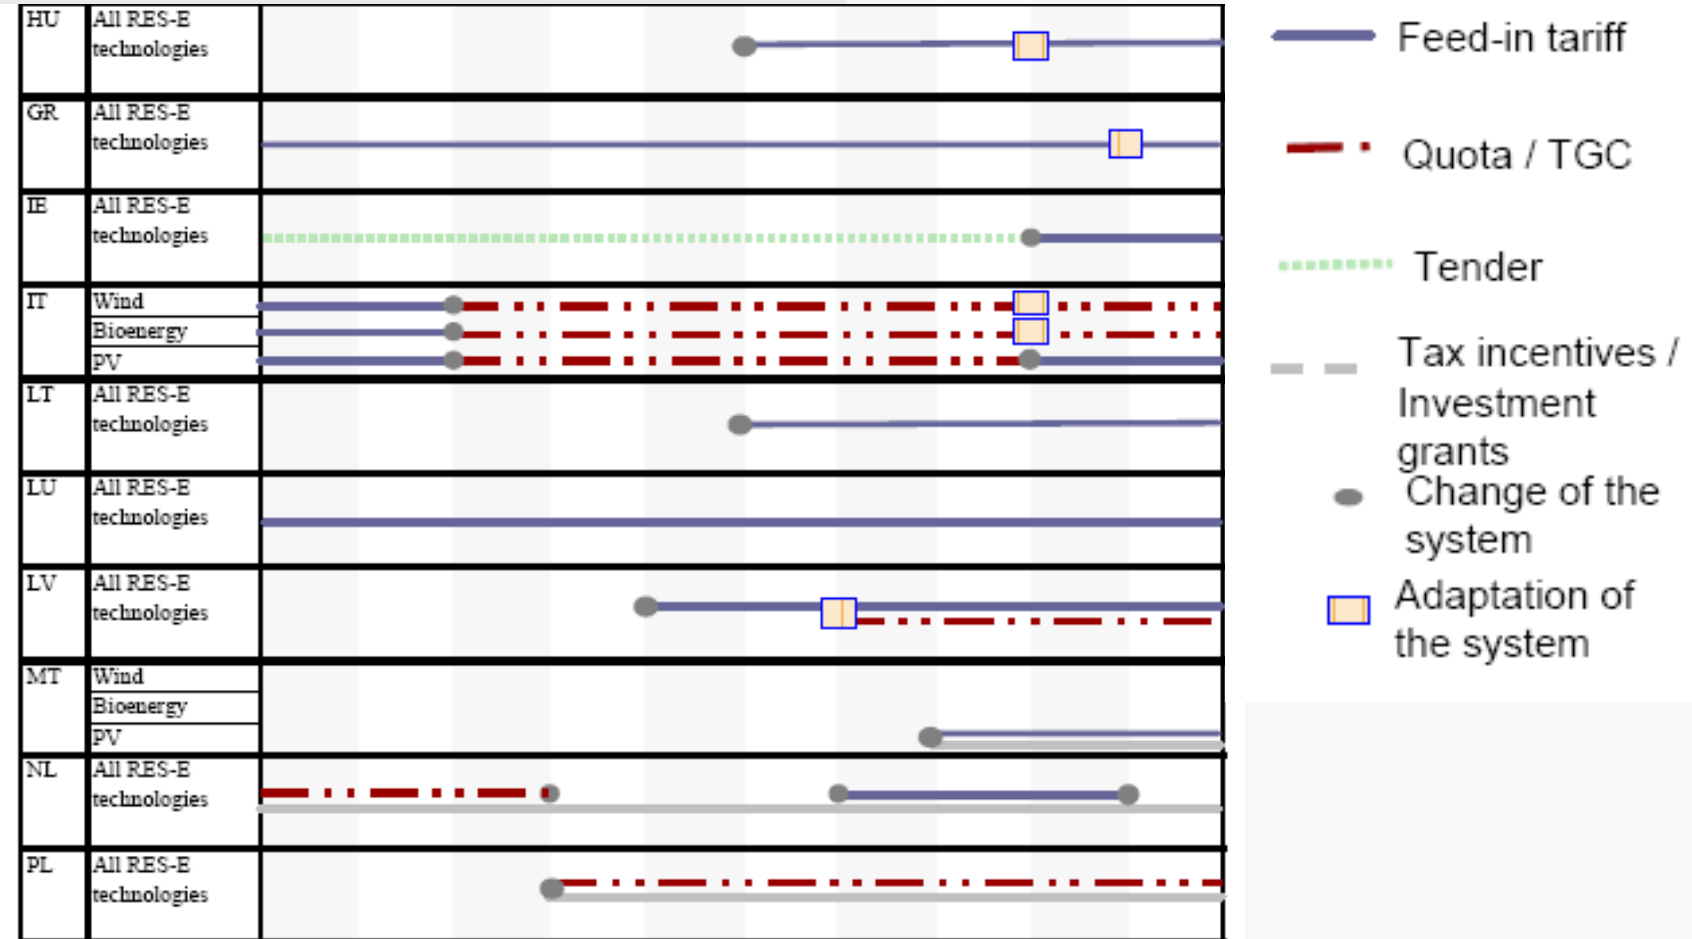 HU
All RES-E
technologies
GR
All RES-E
technologies
IE
All RES-E
technologies
IT
Wind
Bioenergy
PV
LT
All RES-E
technologies
LU
All RES-E
technologies
LV
All RES-E
technologies
MT
Wind
Bioenergy
PV
NL
All RES-E
technologies
PL
All RES-E
technologies
Feed-in tariff
Quota / TGC
Tender
Tax incentives /
Investment
grants
Change of the
system
Adaptation of
the system